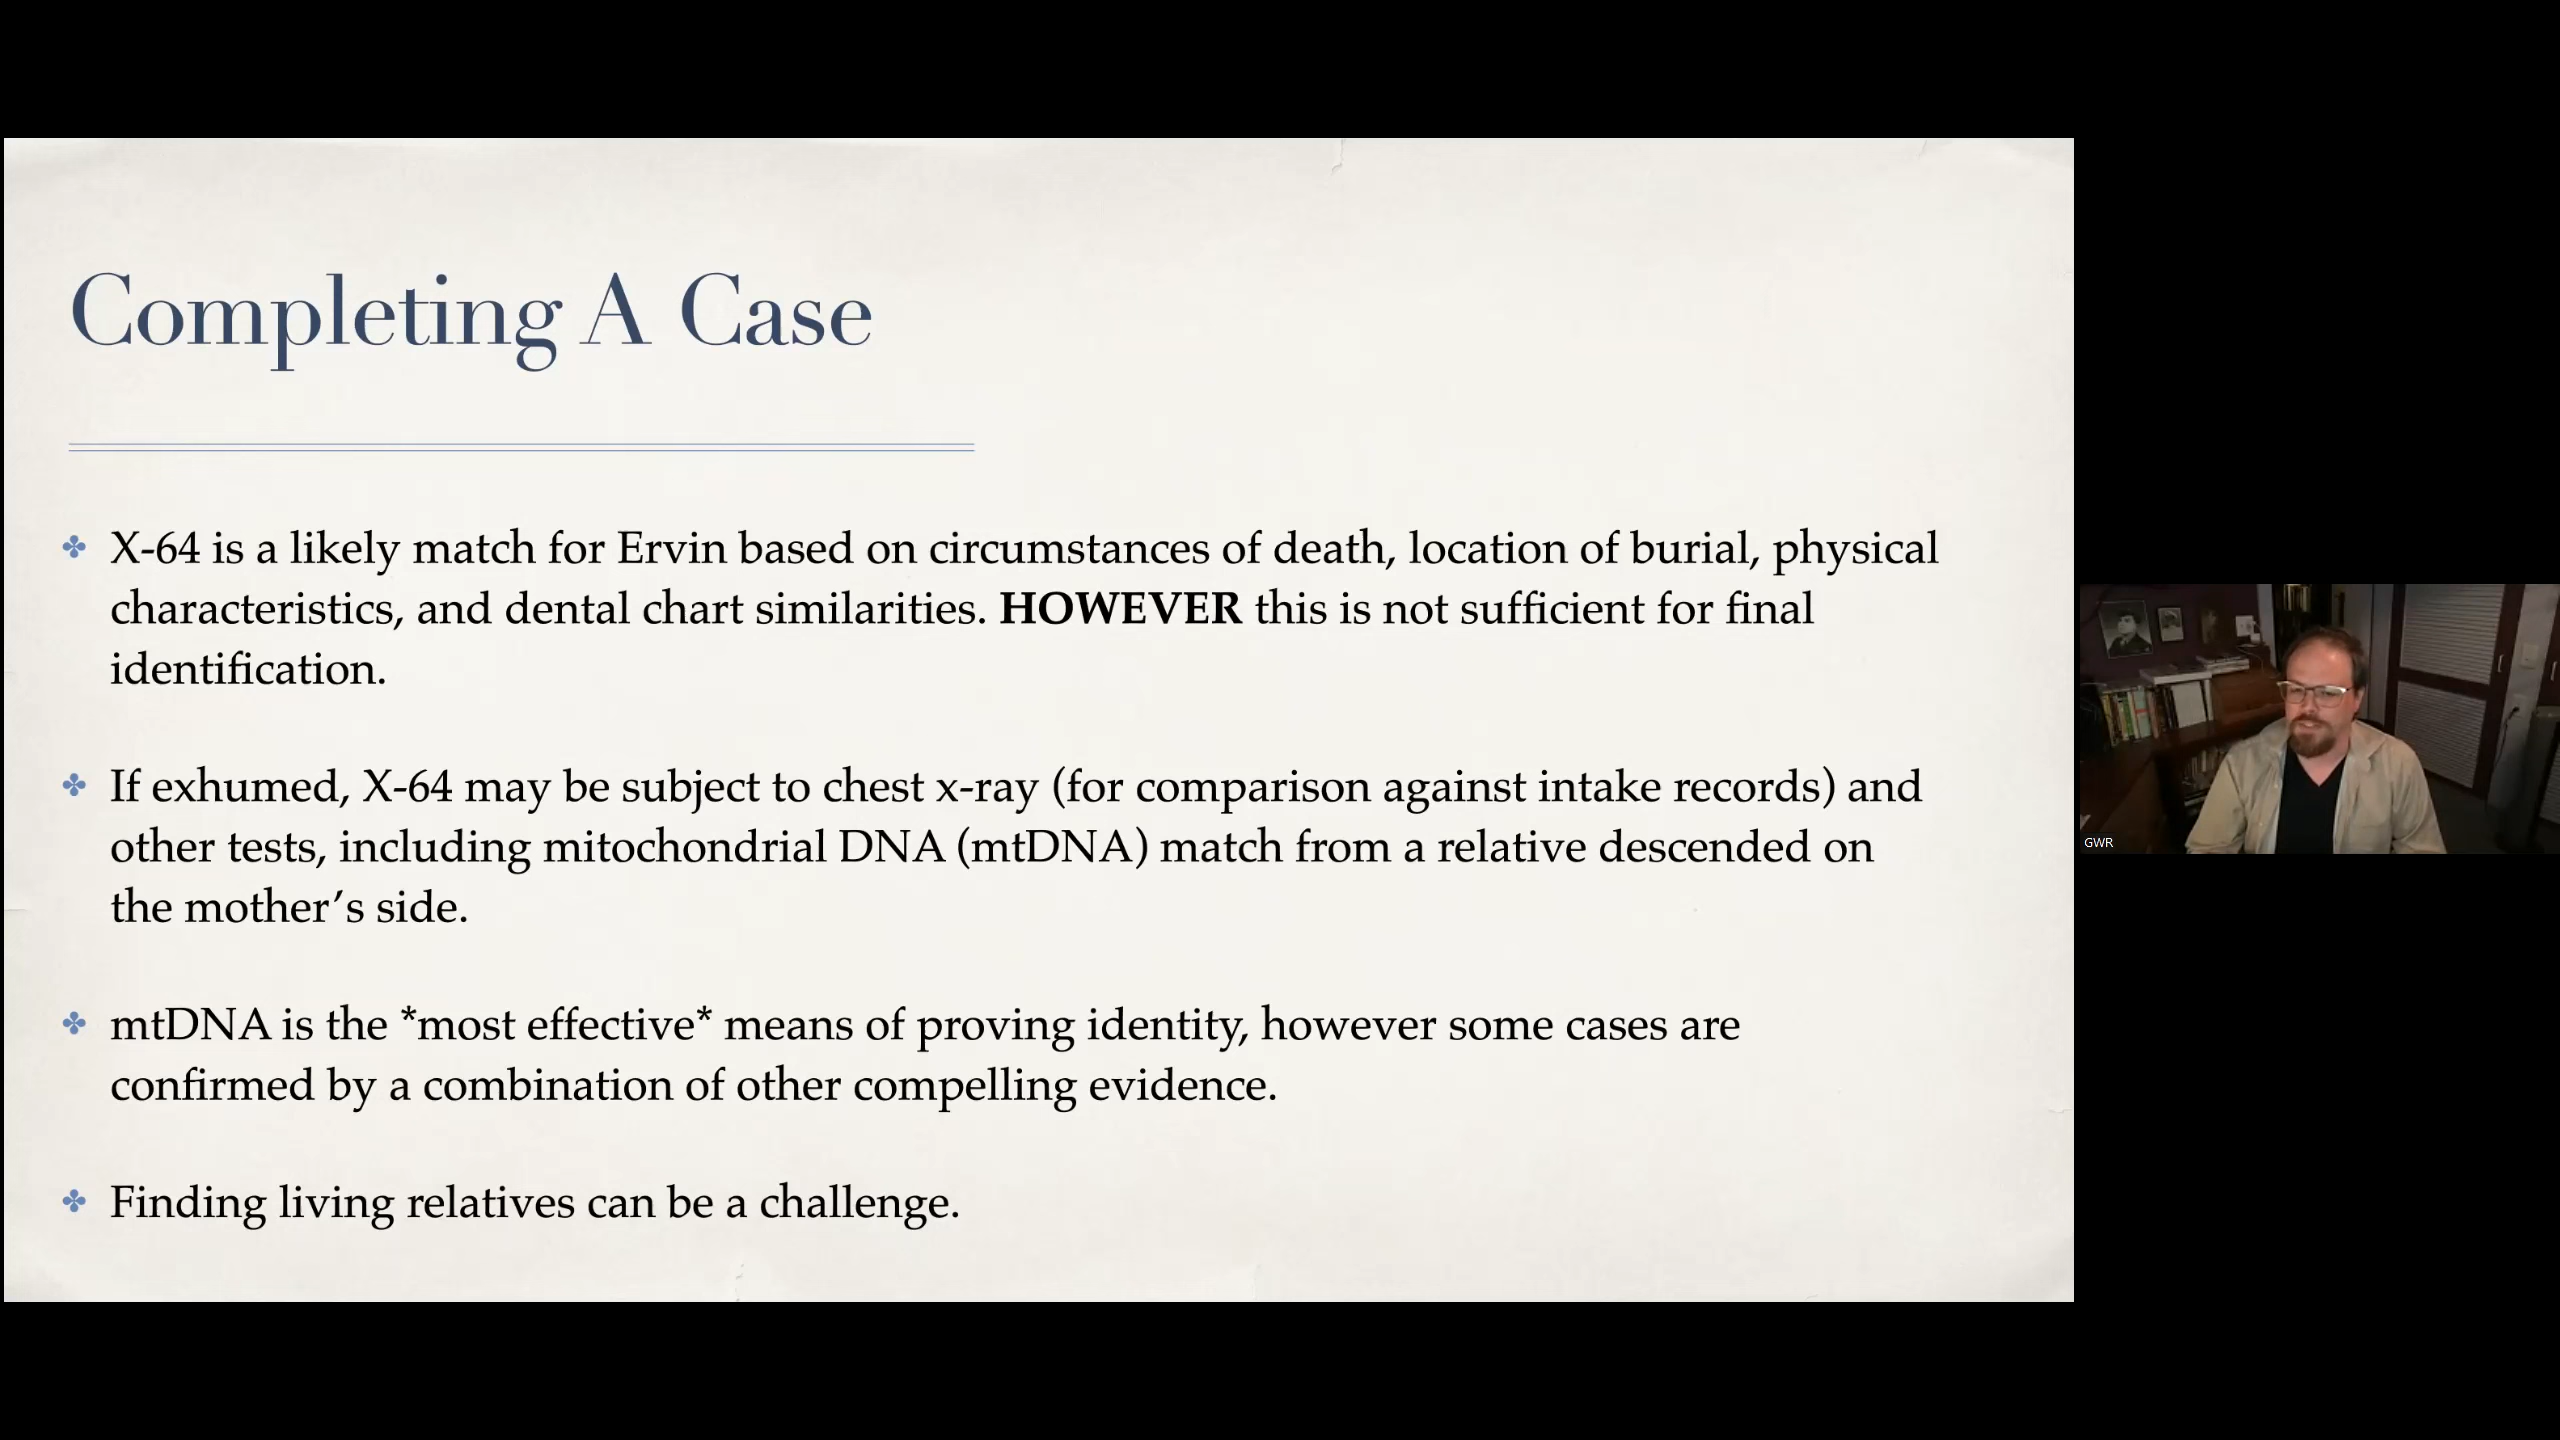 Completing A Case
X-64 is a likely match for Ervin based on circumstances of death, location of burial, physical
characteristics, and dental chart similarities. HOWEVER this is not sufficient for final
identification.
If exhumed, X-64 may be subject to chest x-ray (for comparison against intake records) and
other tests, including mitochondrial DNA (mtDNA) match from a relative descended on
the mother’s side.
mtDNA is the *most effective* means of proving identity, however some cases are
confirmed by a combination of other compelling evidence.
Finding living relatives can be a challenge.
GWR